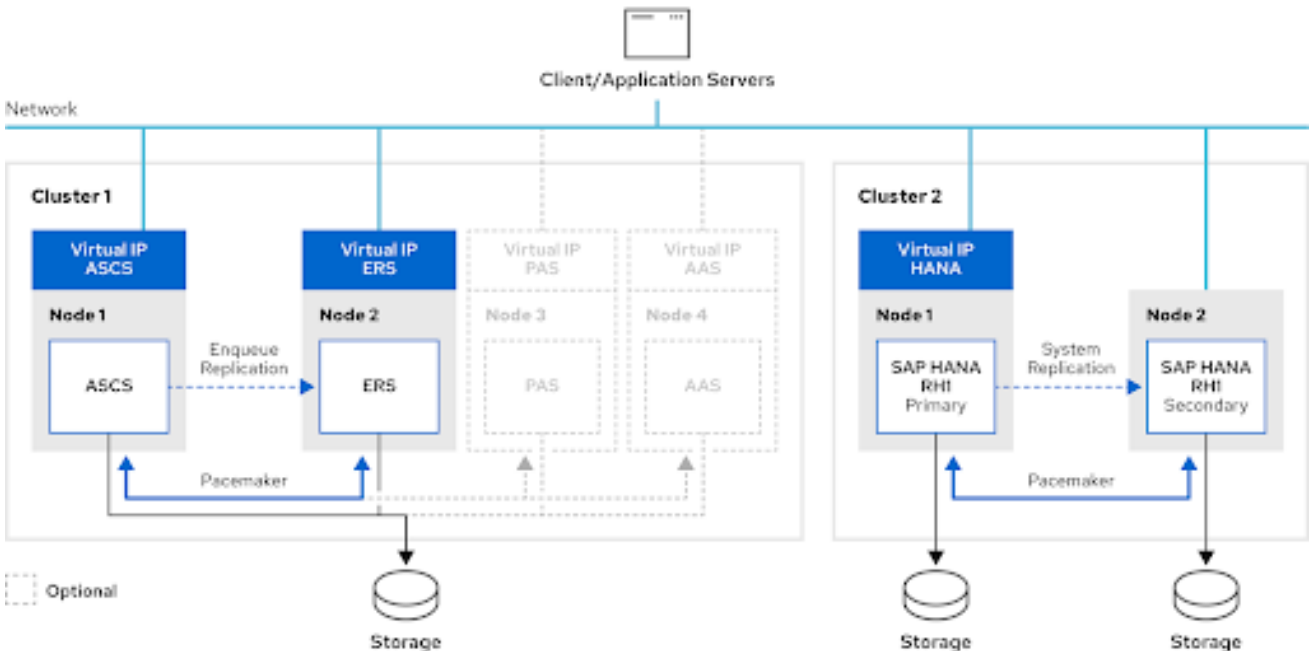 Client/Application Servers
Network
Cluster 1
Virtual IP
ASCS
Virtual IP
ERS
Virtual IP
PAS
Virtual IP
AAS
Node 1
Node 2
Node 3
Node 4
ASCS
Enqueue
Replication
ERS
PAS
AAS
Pacemaker
Cluster 2
Virtual IP
HANA
Node 1
Node 2
SAP HANA
RH1
Primary
System
Replication
SAP HANA
RH1
Secondary
Pacemaker
Optional
Storage
Storage
Storage